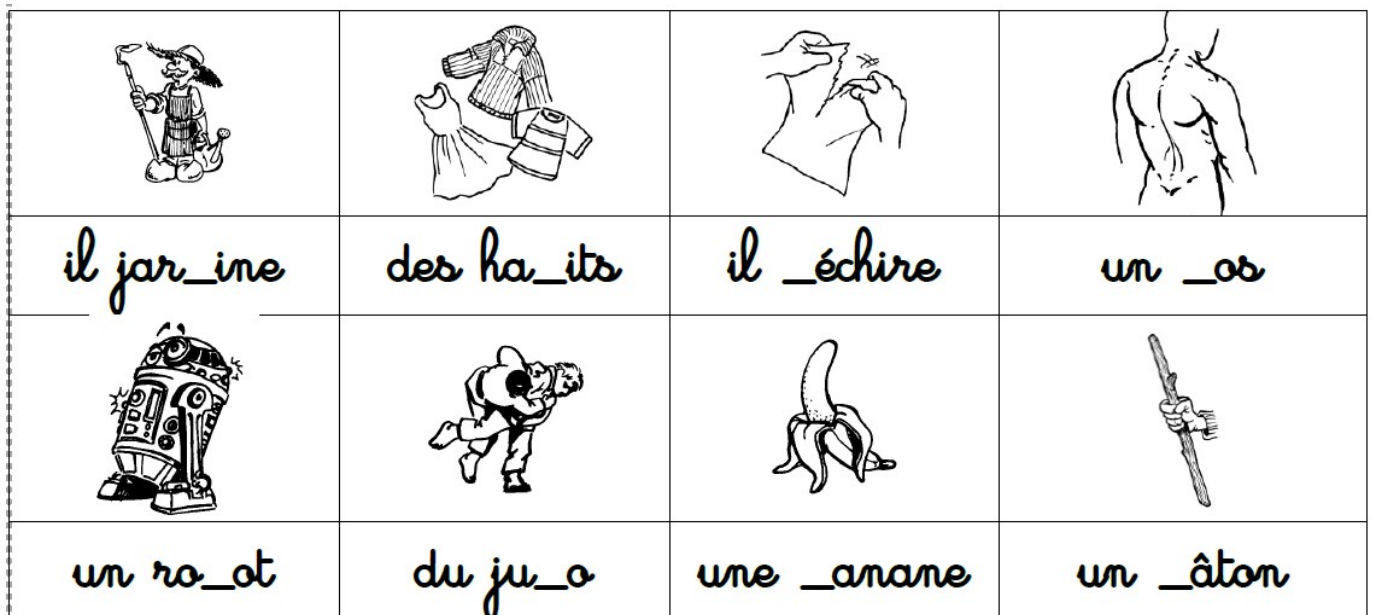 il jar_ine des ha_its il _échire un _os
un ro_ot du ju_o une _anane un _âton